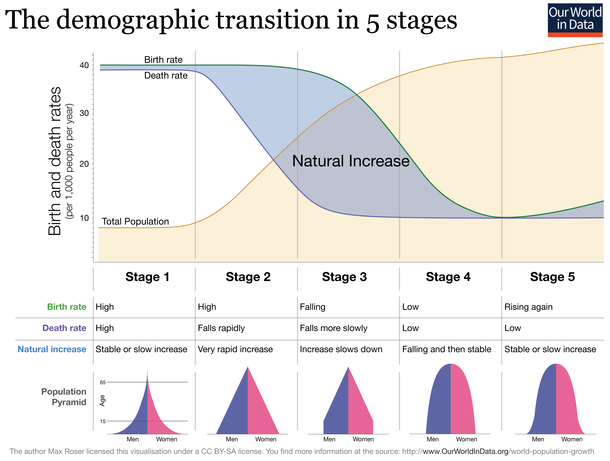 The demographic transition in 5 stages
Our World
in Data
Birth and death rates
(per 1,000 people per year)
40
30
20
10
Birth rate
Death rate
Natural Increase
Total Population
Stage 1 Stage 2 Stage 3 Stage 4 Stage 5
Birth rate High High Falling Low Rising again
Death rate High Falls rapidly Falls more slowly Low Low
Natural increase Stable or slow increase Very rapid increase Increase slows down Falling and then stable Stable or slow increase
Population
Pyramid
65
Age
15
Men Women Men Women Men Women Men Women Men Women
The author Max Roser licensed this visualisation under a CC BY-SA license. You find more information at the source: http://www.OurWorldInData.org/world-population-growth